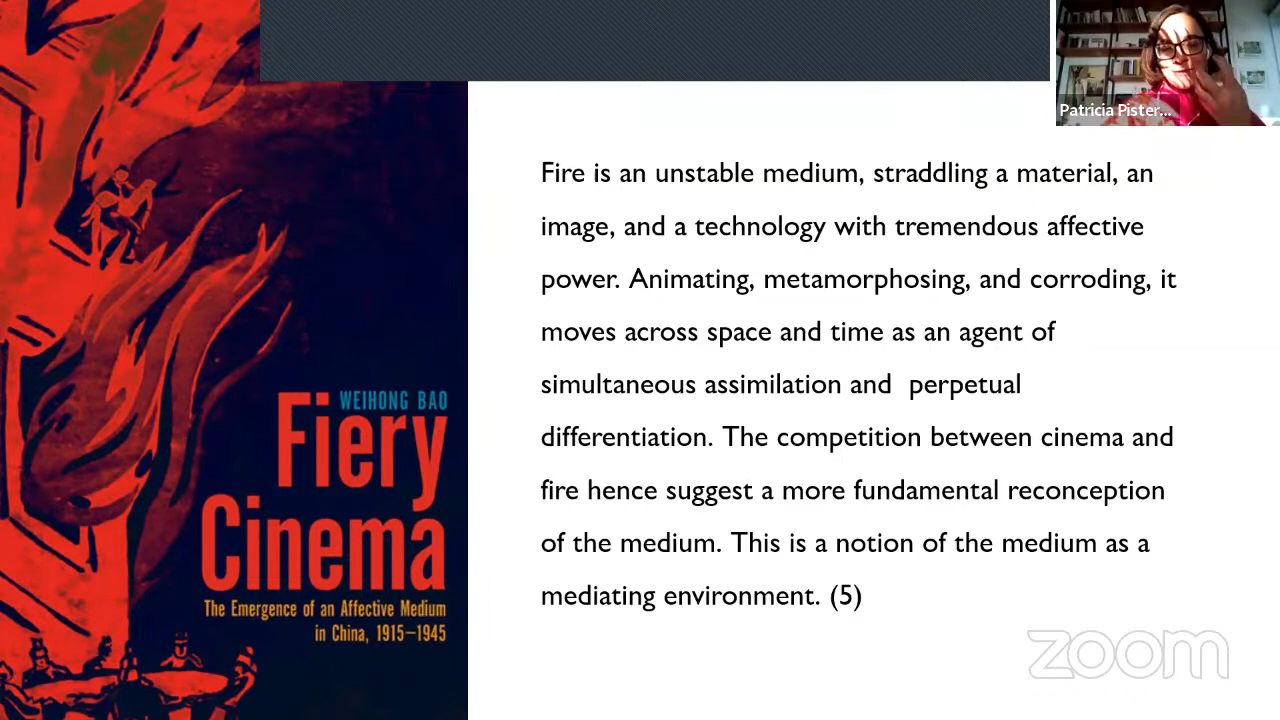 Patricia Pister...
WEIHONG BAO
Fiery
Cinema
The Emergence of an Affective Medium
in China, 1915–1945
Fire is an unstable medium, straddling a material, an
image, and a technology with tremendous affective
power. Animating, metamorphosing, and corroding, it
moves across space and time as an agent of
simultaneous assimilation and perpetual
differentiation. The competition between cinema and
fire hence suggest a more fundamental reconception
of the medium. This is a notion of the medium as a
mediating environment. (5)
zoom